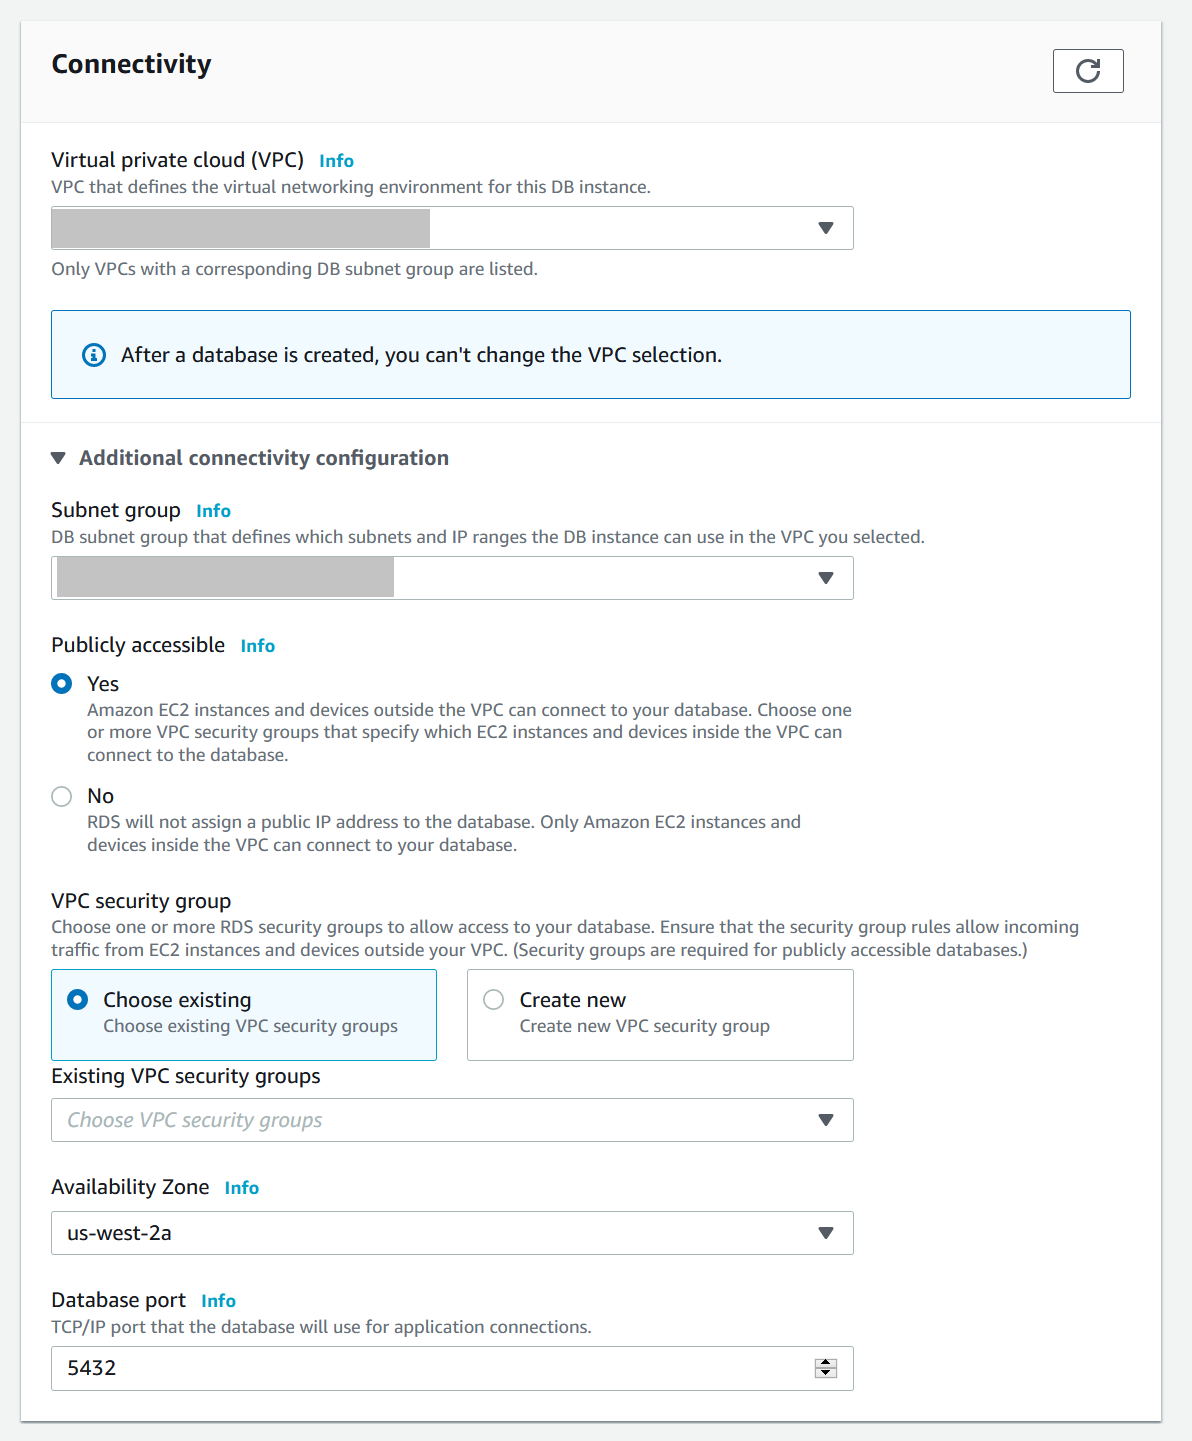 Connectivity
Virtual private cloud (VPC) Info
VPC that defines the virtual networking environment for this DB instance.
Only VPCs with a corresponding DB subnet group are listed.
After a database is created, you can't change the VPC selection.
Additional connectivity configuration
Subnet group Info
DB subnet group that defines which subnets and IP ranges the DB instance can use in the VPC you selected.
Publicly accessible Info
Yes
Amazon EC2 instances and devices outside the VPC can connect to your database. Choose one
or more VPC security groups that specify which EC2 instances and devices inside the VPC can
connect to the database.
No
RDS will not assign a public IP address to the database. Only Amazon EC2 instances and
devices inside the VPC can connect to your database.
VPC security group
Choose one or more RDS security groups to allow access to your database. Ensure that the security group rules allow incoming
traffic from EC2 instances and devices outside your VPC. (Security groups are required for publicly accessible databases.)
Choose existing
Choose existing VPC security groups
Create new
Create new VPC security group
Existing VPC security groups
Choose VPC security groups
Availability Zone Info
us-west-2a
Database port Info
TCP/IP port that the database will use for application connections.
5432